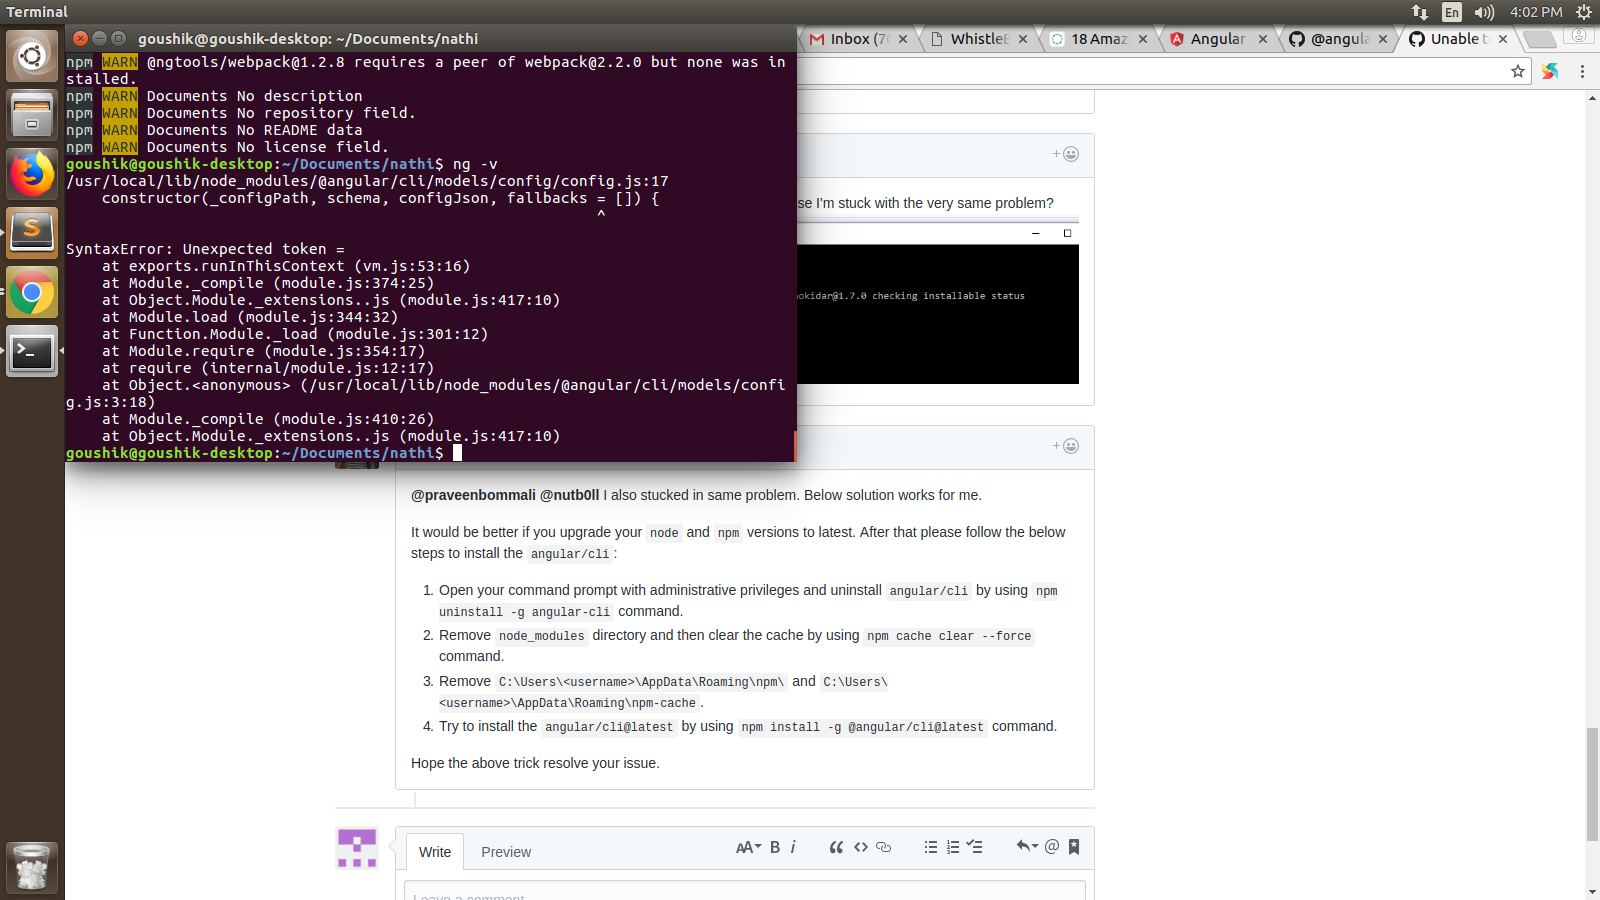 Terminal
En
4:02 PM
goushik@goushik-desktop: ~/Documents/nathi
Inbox (70
WhistleB
18 Amaz
Angular
@angula
Unable t
npm WARN @ngtools/webpack@1.2.8 requires a peer of webpack@2.2.0 but none was in
stalled.
npm WARN Documents No description
npm WARN Documents No repository field.
npm WARN Documents No README data
npm WARN Documents No license field.
goushik@goushik-desktop:~/Documents/nathi$ ng -v
/usr/local/lib/node_modules/@angular/cli/models/config/config.js:17
    constructor(_configPath, schema, configJson, fallbacks = []) {
                                                           ^
SyntaxError: Unexpected token =
    at exports.runInThisContext (vm.js:53:16)
    at Module._compile (module.js:374:25)
    at Object.Module._extensions..js (module.js:417:10)
    at Module.load (module.js:344:32)
    at Function.Module._load (module.js:301:12)
    at Module.require (module.js:354:17)
    at require (internal/module.js:12:17)
    at Object.<anonymous> (/usr/local/lib/node_modules/@angular/cli/models/confi
g.js:3:18)
    at Module._compile (module.js:410:26)
    at Object.Module._extensions..js (module.js:417:10)
goushik@goushik-desktop:~/Documents/nathi$
se I'm stuck with the very same problem?
okidar@1.7.0 checking installable status
@praveenbommali @nutb0ll I also stucked in same problem. Below solution works for me.
It would be better if you upgrade your node and npm versions to latest. After that please follow the below
steps to install the angular/cli :
1. Open your command prompt with administrative privileges and uninstall angular/cli by using npm
uninstall -g angular-cli command.
2. Remove node_modules directory and then clear the cache by using npm cache clear --force
command.
3. Remove C:\Users\<username>\AppData\Roaming\npm\ and C:\Users\
<username>\AppData\Roaming\npm-cache .
4. Try to install the angular/cli@latest by using npm install -g @angular/cli@latest command.
Hope the above trick resolve your issue.
Write
Preview
AA B i
Leave a comment